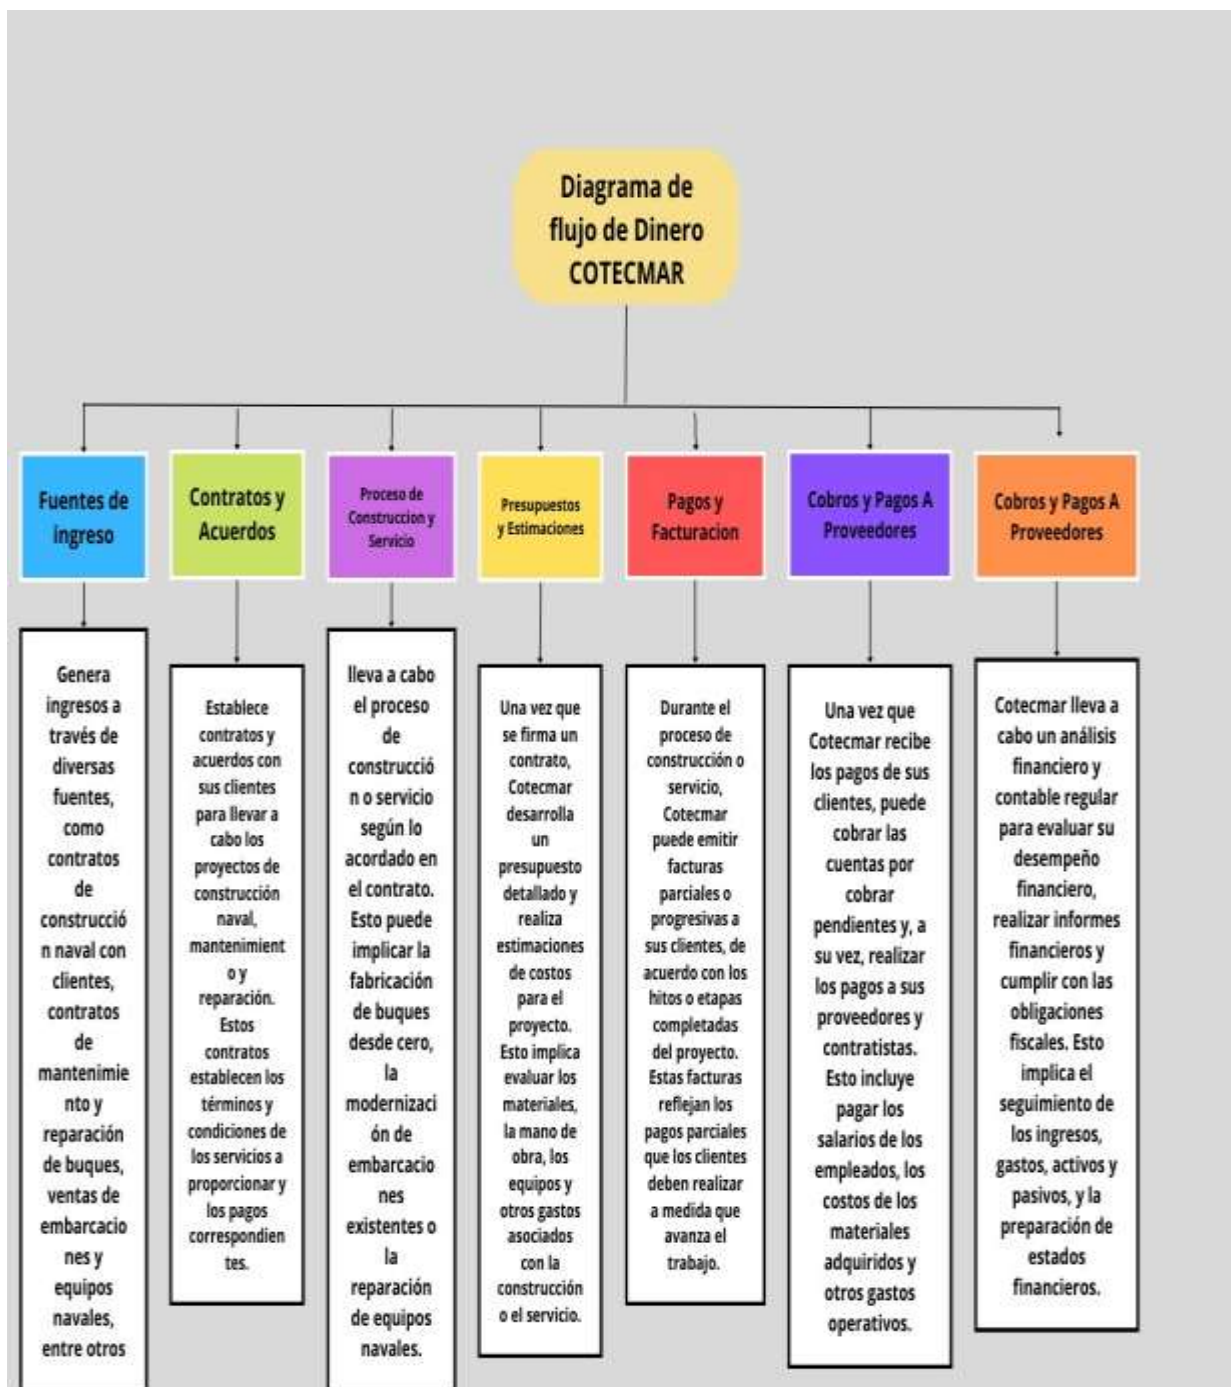 Diagrama de
flujo de Dinero
COTECMAR
Fuentes de
ingreso
Contratos y
Acuerdos
Proceso de
Construccion y
Servicio
Presupuestos
y Estimaciones
Pagos y
Facturacion
Cobros y Pagos A
Proveedores
Cobros y Pagos A
Proveedores
Genera
ingresos a
través de
diversas
fuentes,
como
contratos
de
construcció
n naval con
clientes,
contratos
de
mantenimie
nto y
reparación
de buques,
ventas de
embarcacio
nes y
equipos
navales,
entre otros
Establece
contratos y
acuerdos con
sus clientes
para llevar a
cabo los
proyectos de
construcción
naval,
mantenimient
o y
reparación.
Estos
contratos
establecen los
términos y
condiciones de
los servicios a
proporcionar y
los pagos
correspondien
tes.
lleva a cabo
el proceso
de
construcció
n o servicio
según lo
acordado en
el contrato.
Esto puede
implicar la
fabricación
de buques
desde cero,
la
modernizaci
ón de
embarcacio
nes
existentes o
la
reparación
de equipos
navales.
Una vez que
se firma un
contrato,
Cotecmar
desarrolla
un
presupuesto
detallado y
realiza
estimaciones
de costos
para el
proyecto.
Esto implica
evaluar los
materiales,
la mano de
obra, los
equipos y
otros gastos
asociados
con la
construcción
o el servicio.
Durante el
proceso de
construcción o
servicio,
Cotecmar
puede emitir
facturas
parciales o
progresivas a
sus clientes, de
acuerdo con los
hitos o etapas
completadas
del proyecto.
Estas facturas
reflejan los
pagos parciales
que los clientes
deben realizar
a medida que
avanza el
trabajo.
Una vez que
Cotecmar recibe
los pagos de sus
clientes, puede
cobrar las
cuentas por
cobrar
pendientes y, a
su vez, realizar
los pagos a sus
proveedores y
contratistas.
Esto incluye
pagar los
salarios de los
empleados, los
costos de los
materiales
adquiridos y
otros gastos
operativos.
Cotecmar lleva a
cabo un análisis
financiero y
contable regular
para evaluar su
desempeño
financiero,
realizar informes
financieros y
cumplir con las
obligaciones
fiscales. Esto
implica el
seguimiento de
los ingresos,
gastos, activos y
pasivos, y la
preparación de
estados
financieros.